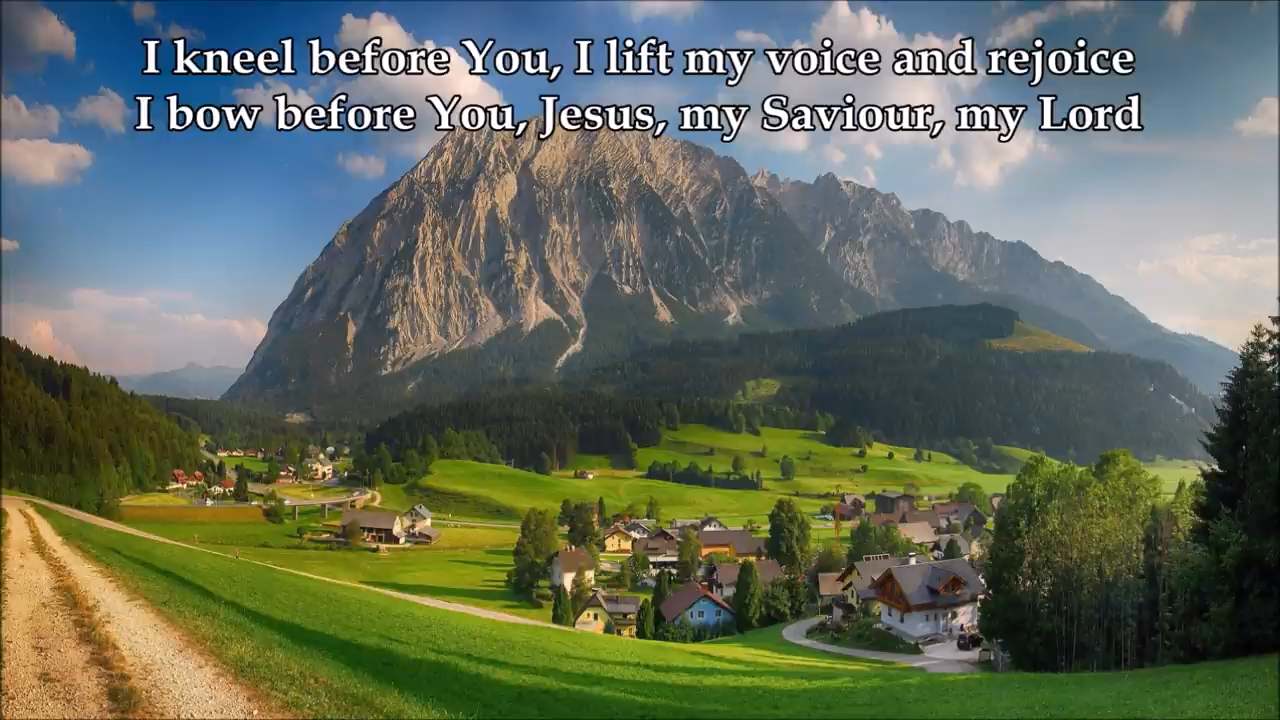 I kneel before You, I lift my voice and rejoice
I bow before You, Jesus, my Saviour, my Lord